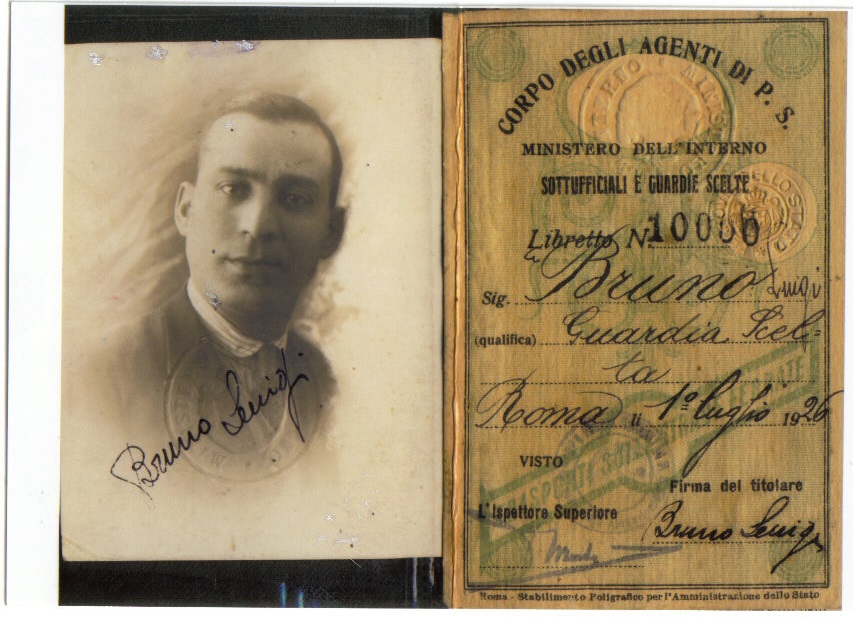 Bruno Luigi
CORPO DEGLI AGENTI DI P. S.
MINISTERO DELL'INTERNO
SOTTUFFICIALI E GUARDIE SCELTE
Libretto N. 10006
Sig. Bruno Luigi
(qualifica) Guardia Scel=
ta
Roma li 1º luglio 1926
VISTO
Firma del titolare
L'Ispettore Superiore
Bruno Luigi
Roma - Stabilimento Poligrafico per l'Amministrazione dello Stato